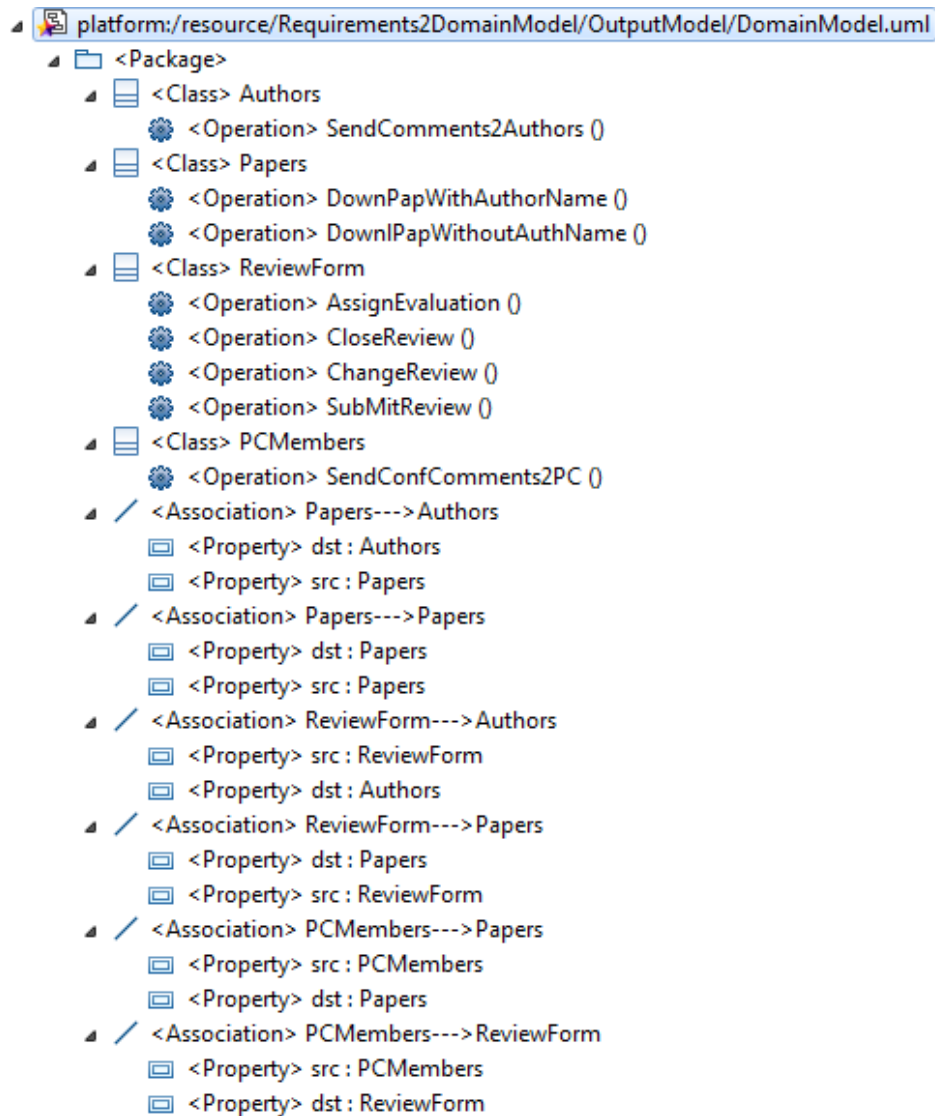 platform:/resource/Requirements2DomainModel/OutputModel/DomainModel.uml
<Package>
<Class> Authors
<Operation> SendComments2Authors ()
<Class> Papers
<Operation> DownPapWithAuthorName ()
<Operation> DownlPapWithoutAuthName ()
<Class> ReviewForm
<Operation> AssignEvaluation ()
<Operation> CloseReview ()
<Operation> ChangeReview ()
<Operation> SubMitReview ()
<Class> PCMembers
<Operation> SendConfComments2PC ()
<Association> Papers--->Authors
<Property> dst : Authors
<Property> src : Papers
<Association> Papers--->Papers
<Property> dst : Papers
<Property> src : Papers
<Association> ReviewForm--->Authors
<Property> src : ReviewForm
<Property> dst : Authors
<Association> ReviewForm--->Papers
<Property> dst : Papers
<Property> src : ReviewForm
<Association> PCMembers--->Papers
<Property> src : PCMembers
<Property> dst : Papers
<Association> PCMembers--->ReviewForm
<Property> src : PCMembers
<Property> dst : ReviewForm